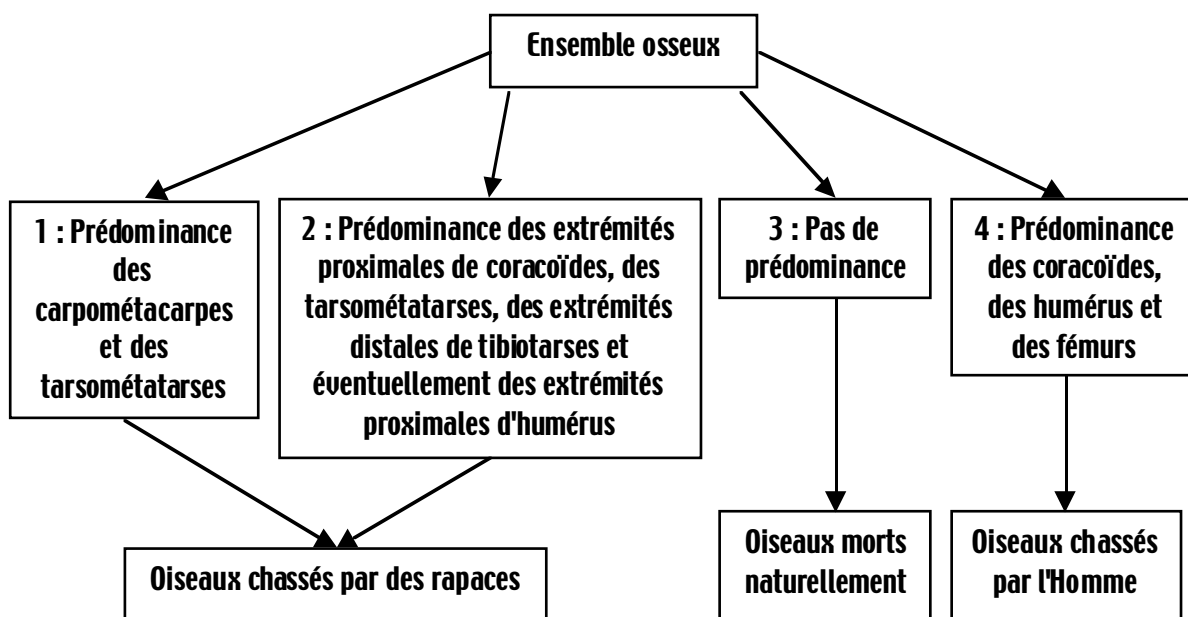 Ensemble osseux
1 : Prédominance
des
carpométacarpes
et des
tarsométatarses
2 : Prédominance des extrémités
proximales de coracoïdes, des
tarsométatarses, des extrémités
distales de tibiotarses et
éventuellement des extrémités
proximales d'humérus
3 : Pas de
prédominance
4 : Prédominance
des coracoïdes,
des humérus et
des fémurs
Oiseaux chassés par des rapaces
Oiseaux morts
naturellement
Oiseaux chassés
par l'Homme